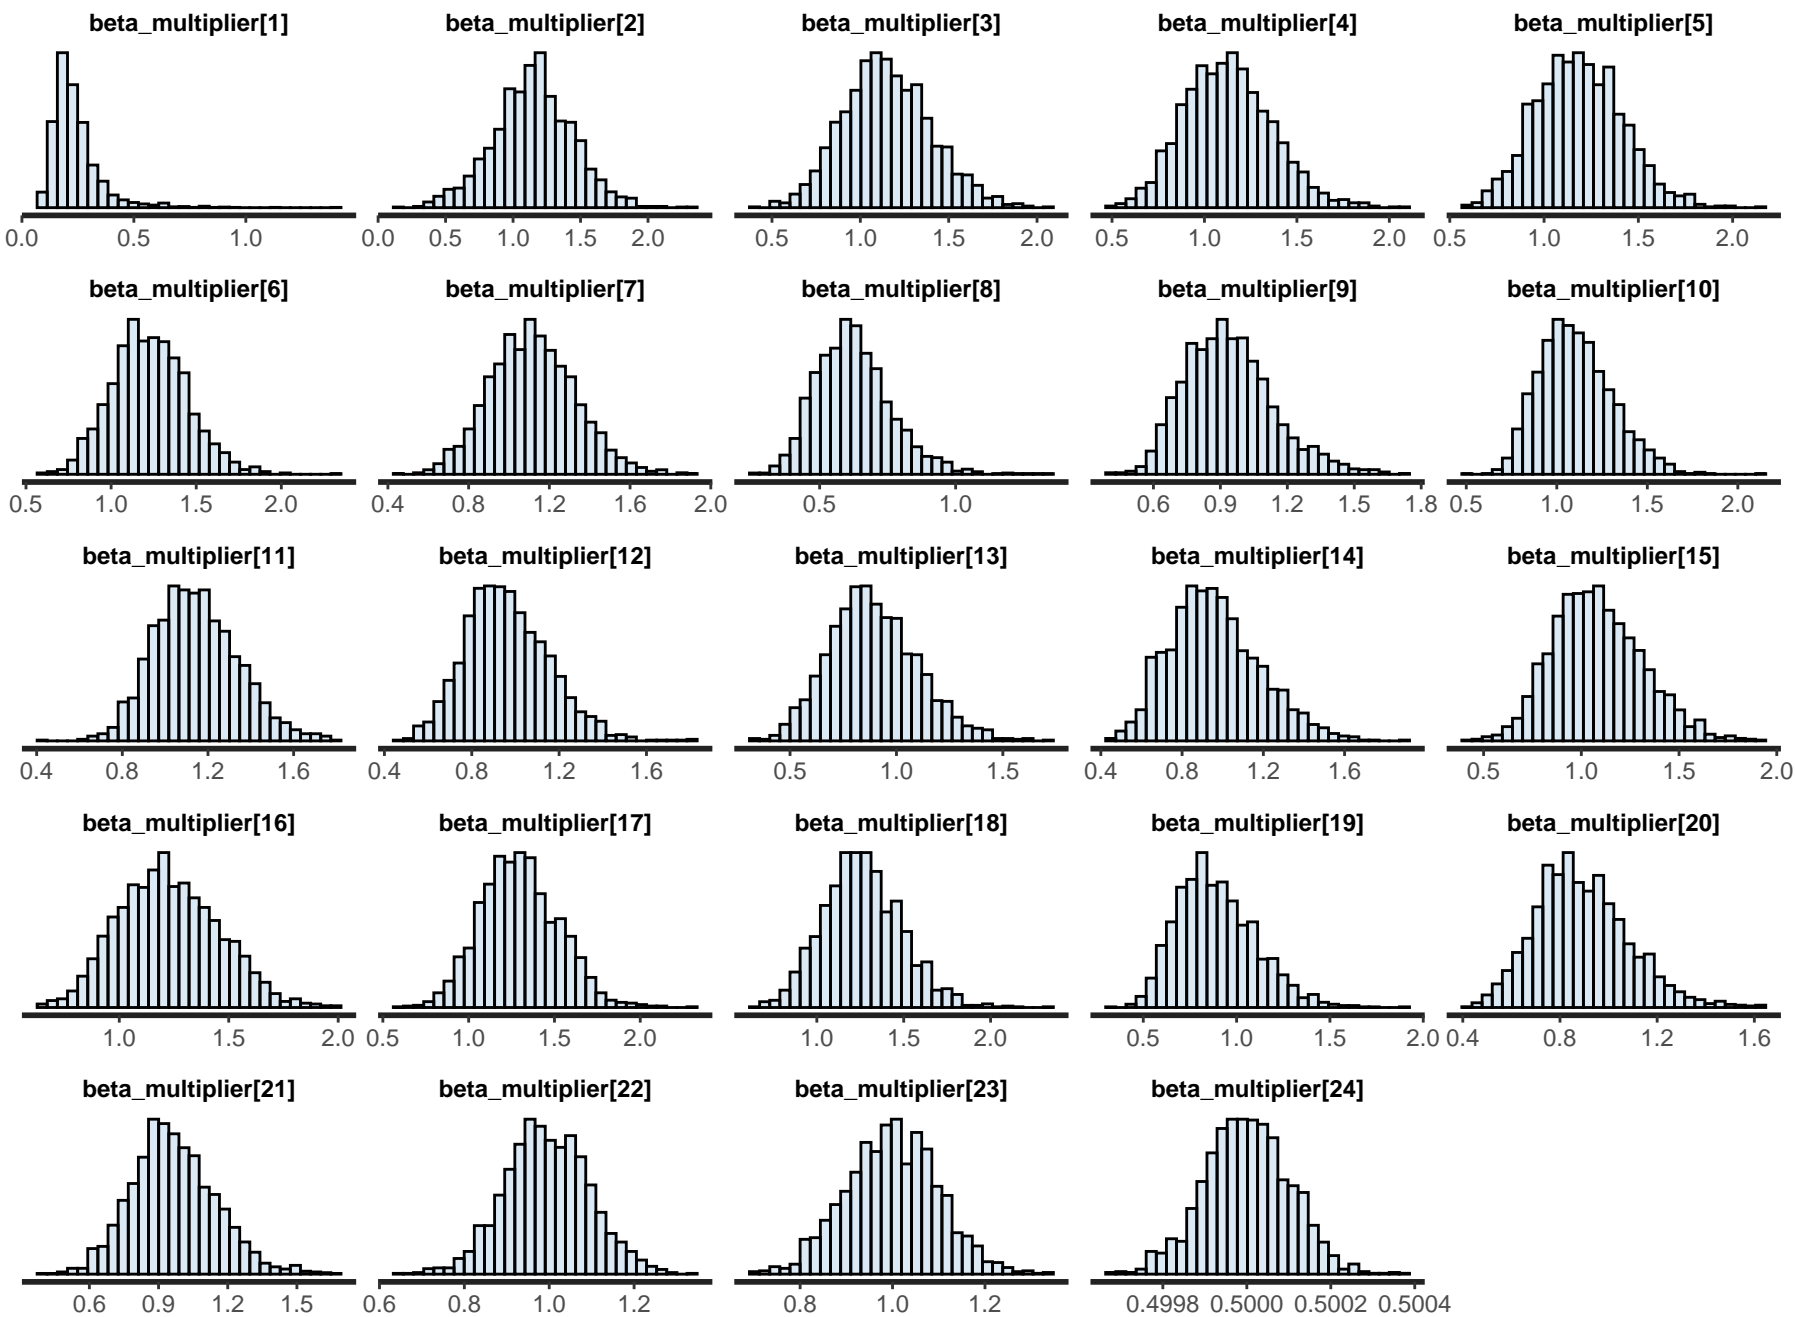 beta_multiplier[1] beta_multiplier[2] beta_multiplier[3] beta_multiplier[4] beta_multiplier[5]
0.0 0.5 1.0 0.0 0.5 1.0 1.5 2.0 0.5 1.0 1.5 2.0 0.5 1.0 1.5 2.0 0.5 1.0 1.5 2.0
beta_multiplier[6] beta_multiplier[7] beta_multiplier[8] beta_multiplier[9] beta_multiplier[10]
0.5 1.0 1.5 2.0 0.4 0.8 1.2 1.6 2.0 0.5 1.0 0.6 0.9 1.2 1.5 1.8 0.5 1.0 1.5 2.0
beta_multiplier[11] beta_multiplier[12] beta_multiplier[13] beta_multiplier[14] beta_multiplier[15]
0.4 0.8 1.2 1.6 0.4 0.8 1.2 1.6 0.5 1.0 1.5 0.4 0.8 1.2 1.6 0.5 1.0 1.5 2.0
beta_multiplier[16] beta_multiplier[17] beta_multiplier[18] beta_multiplier[19] beta_multiplier[20]
1.0 1.5 2.0 0.5 1.0 1.5 2.0 1.0 1.5 2.0 0.5 1.0 1.5 2.0 0.4 0.8 1.2 1.6
beta_multiplier[21] beta_multiplier[22] beta_multiplier[23] beta_multiplier[24]
0.6 0.9 1.2 1.5 0.6 0.8 1.0 1.2 0.8 1.0 1.2 0.4998 0.5000 0.5002 0.5004